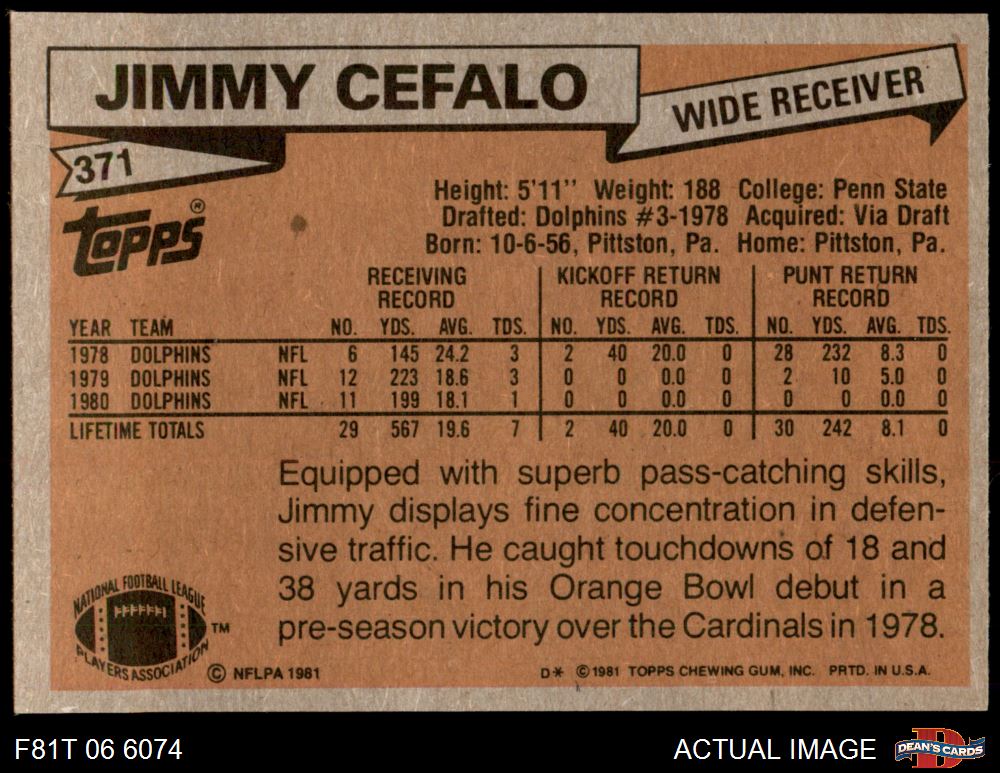 JIMMY CEFALO
WIDE RECEIVER
371
topps®
Height: 5'11'' Weight: 188 College: Penn State
Drafted: Dolphins #3-1978 Acquired: Via Draft
Born: 10-6-56, Pittston, Pa. Home: Pittston, Pa.
RECEIVING RECORD KICKOFF RETURN RECORD PUNT RETURN RECORD
YEAR TEAM NO. YDS. AVG. TDS. NO. YDS. AVG. TDS. NO. YDS. AVG. TDS.
1978 DOLPHINS NFL 6 145 24.2 3 2 40 20.0 0 28 232 8.3 0
1979 DOLPHINS NFL 12 223 18.6 3 0 0 0.0 0 2 10 5.0 0
1980 DOLPHINS NFL 11 199 18.1 1 0 0 0.0 0 0 0 0.0 0
LIFETIME TOTALS 29 567 19.6 7 2 40 20.0 0 30 242 8.1 0
Equipped with superb pass-catching skills,
Jimmy displays fine concentration in defen-
sive traffic. He caught touchdowns of 18 and
38 yards in his Orange Bowl debut in a
pre-season victory over the Cardinals in 1978.
NATIONAL FOOTBALL LEAGUE
PLAYERS ASSOCIATION
TM
© NFLPA 1981
D* © 1981 TOPPS CHEWING GUM, INC. PRTD. IN U.S.A.
F81T 06 6074
ACTUAL IMAGE
D
DEAN'S CARDS